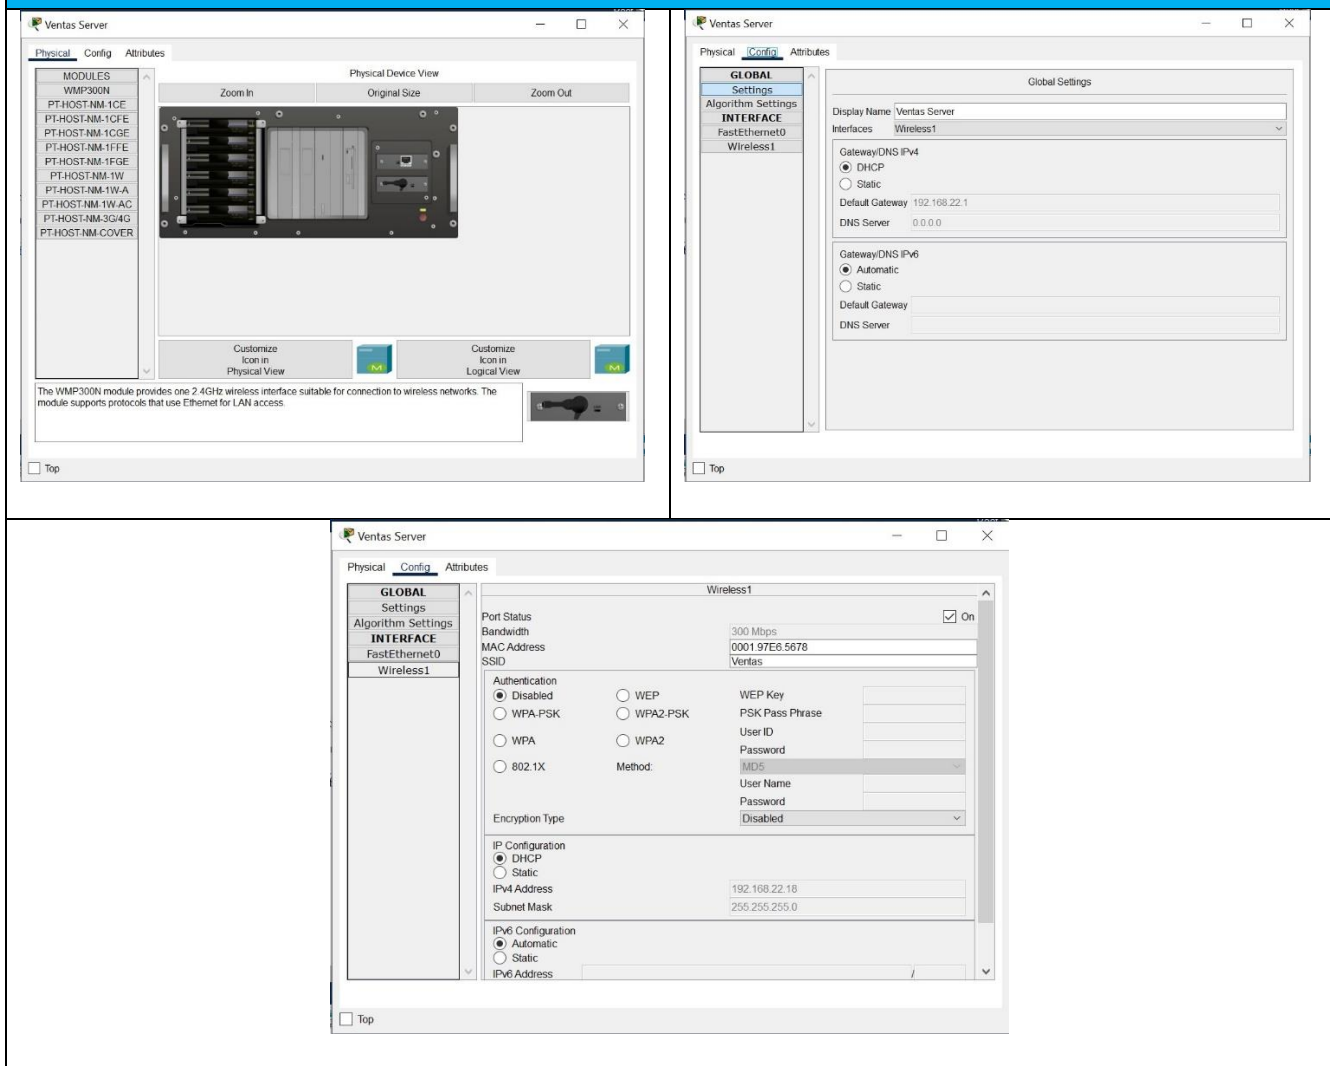 Ventas Server
Physical Config Attributes
MODULES
WMP300N
PT-HOST-NM-1CE
PT-HOST-NM-1CFE
PT-HOST-NM-1CGE
PT-HOST-NM-1FFE
PT-HOST-NM-1FGE
PT-HOST-NM-1W
PT-HOST-NM-1W-A
PT-HOST-NM-1W-AC
PT-HOST-NM-3G/4G
PT-HOST-NM-COVER
Physical Device View
Zoom In Original Size Zoom Out
Customize
Icon in
Physical View
Customize
Icon in
Logical View
The WMP300N module provides one 2.4GHz wireless interface suitable for connection to wireless networks. The
module supports protocols that use Ethernet for LAN access.
Top
Ventas Server
Physical Config Attributes
GLOBAL
Settings
Algorithm Settings
INTERFACE
FastEthernet0
Wireless1
Global Settings
Display Name Ventas Server
Interfaces Wireless1
Gateway/DNS IPv4
DHCP
Static
Default Gateway 192.168.22.1
DNS Server 0.0.0.0
Gateway/DNS IPv6
Automatic
Static
Default Gateway
DNS Server
Top
Ventas Server
Physical Config Attributes
GLOBAL
Settings
Algorithm Settings
INTERFACE
FastEthernet0
Wireless1
Wireless1
Port Status On
Bandwidth 300 Mbps
MAC Address 0001.97E6.5678
SSID Ventas
Authentication
Disabled WEP WEP Key
WPA-PSK WPA2-PSK PSK Pass Phrase
User ID
WPA WPA2
Password
802.1X Method: MD5
User Name
Password
Encryption Type Disabled
IP Configuration
DHCP
Static
IPv4 Address 192.168.22.18
Subnet Mask 255.255.255.0
IPv6 Configuration
Automatic
Static
IPv6 Address /
Top